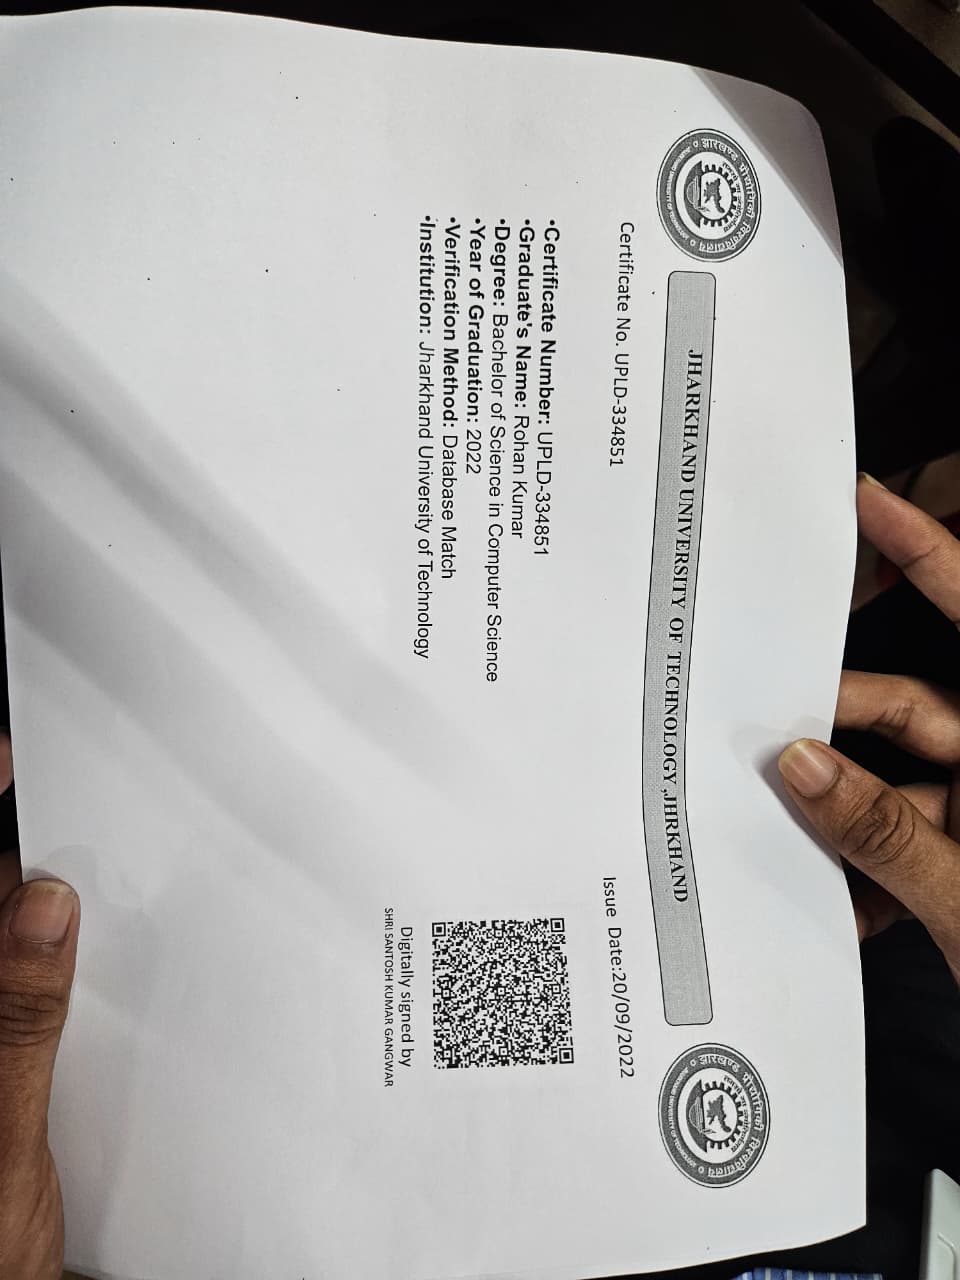 झारखण्ड प्रौद्योगिकी विश्वविद्यालय
JHARKHAND UNIVERSITY OF TECHNOLOGY ,JHRKHAND
झारखण्ड प्रौद्योगिकी विश्वविद्यालय
Certificate No. UPLD-334851
Issue Date:20/09/2022
•Certificate Number: UPLD-334851
•Graduate's Name: Rohan Kumar
•Degree: Bachelor of Science in Computer Science
•Year of Graduation: 2022
•Verification Method: Database Match
•Institution: Jharkhand University of Technology
Digitally signed by
SHRI SANTOSH KUMAR GANGWAR